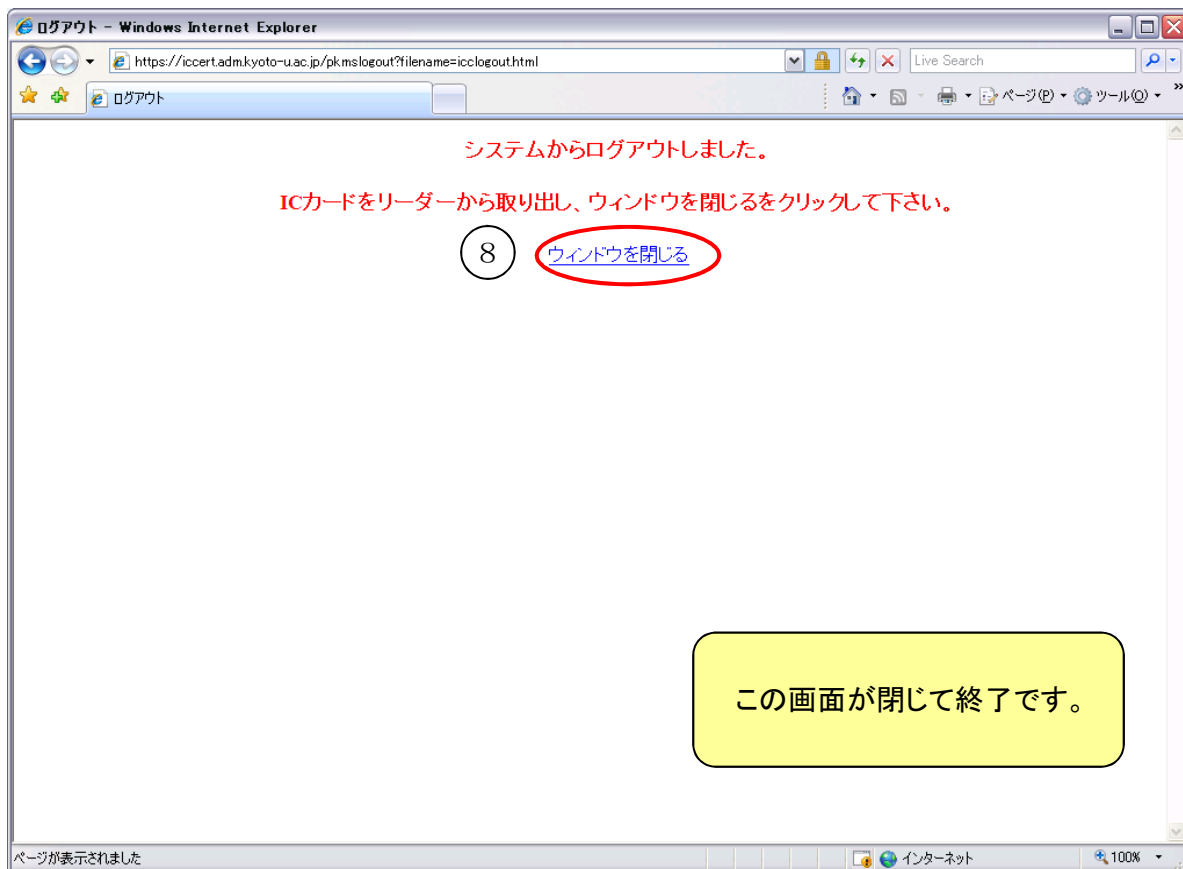 ログアウト - Windows Internet Explorer
https://iccert.adm.kyoto-u.ac.jp/pkmslogout?filename=icclogout.html
Live Search
ログアウト
ページ(P)
ツール(O)
»
システムからログアウトしました。
ICカードをリーダーから取り出し、ウィンドウを閉じるをクリックして下さい。
8 ウィンドウを閉じる
この画面が閉じて終了です。
ページが表示されました
インターネット
100%